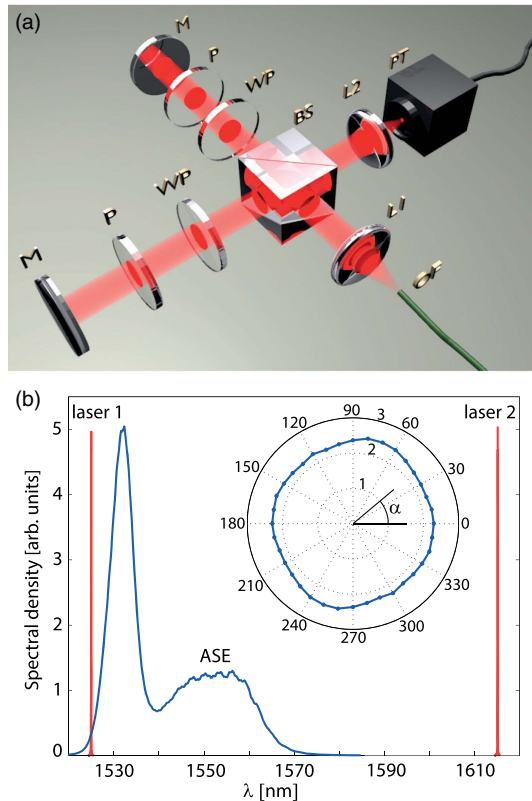 (a)
M
P
WP
BS
L2
PT
M
P
WP
L1
OF
(b)
laser 1
laser 2
Spectral density [arb. units]
5
4
3
2
1
0
ASE
90
3
120
60
2
150
30
1
α
180
0
210
330
240
300
270
1530
1550
1570
1590
1610
λ [nm]